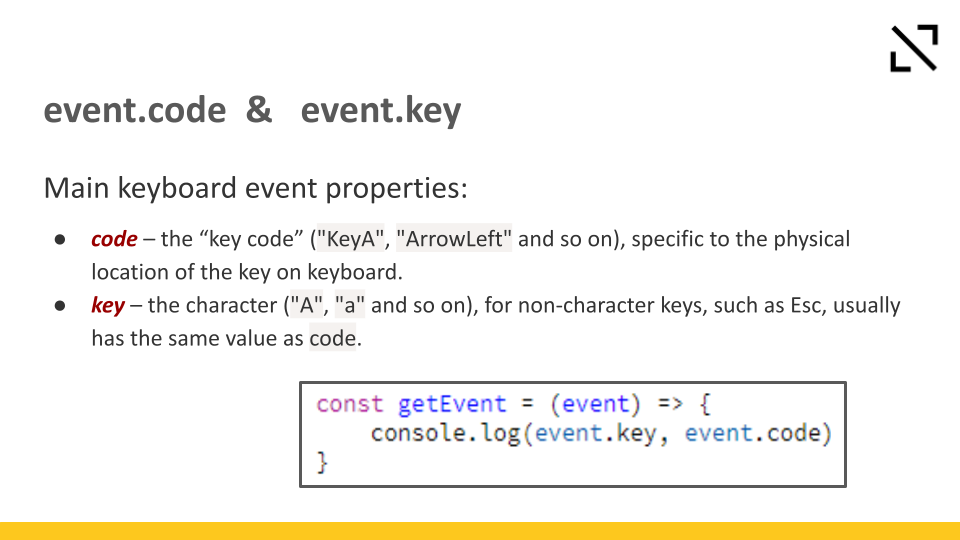 event.code & event.key
Main keyboard event properties:
● code – the “key code” ("KeyA", "ArrowLeft" and so on), specific to the physical
location of the key on keyboard.
● key – the character ("A", "a" and so on), for non-character keys, such as Esc, usually
has the same value as code.
const getEvent = (event) => {
    console.log(event.key, event.code)
}